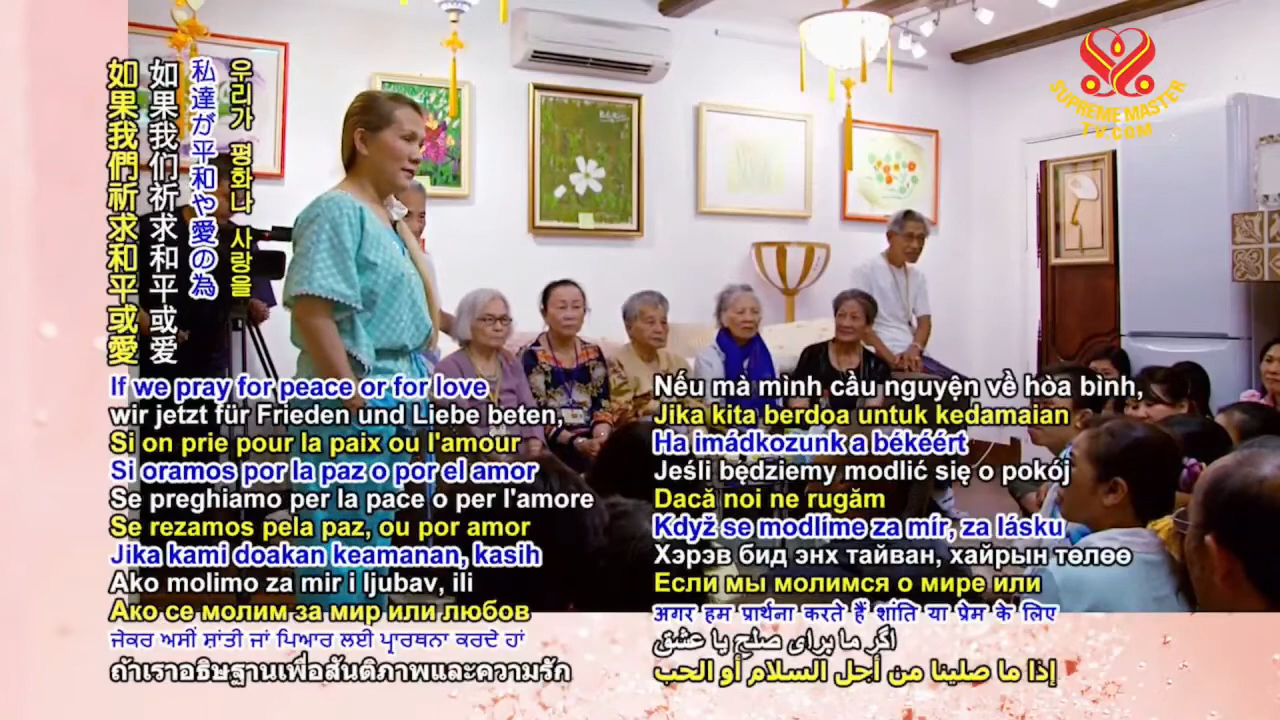 SUPREME MASTER
TV.COM
우리가 평화나 사랑을
私達が平和や愛の為
如果我们祈求和平或爱
如果我們祈求和平或愛
If we pray for peace or for love
wir jetzt für Frieden und Liebe beten,
Si on prie pour la paix ou l'amour
Si oramos por la paz o por el amor
Se preghiamo per la pace o per l'amore
Se rezamos pela paz, ou por amor
Jika kami doakan keamanan, kasih
Ako molimo za mir i ljubav, ili
Ако се молим за мир или любов
ਜੇਕਰ ਅਸੀਂ ਸ਼ਾਂਤੀ ਜਾਂ ਪਿਆਰ ਲਈ ਪ੍ਰਾਰਥਨਾ ਕਰਦੇ ਹਾਂ
ถ้าเราอธิษฐานเพื่อสันติภาพและความรัก
Nếu mà mình cầu nguyện về hòa bình,
Jika kita berdoa untuk kedamaian
Ha imádkozunk a békéért
Jeśli będziemy modlić się o pokój
Dacă noi ne rugăm
Když se modlíme za mír, za lásku
Хэрэв бид энх тайван, хайрын төлөө
Если мы молимся о мире или
अगर हम प्रार्थना करते हैं शांति या प्रेम के लिए
اگر ما برای صلح یا عشق
إذا ما صلينا من أجل السلام أو الحب